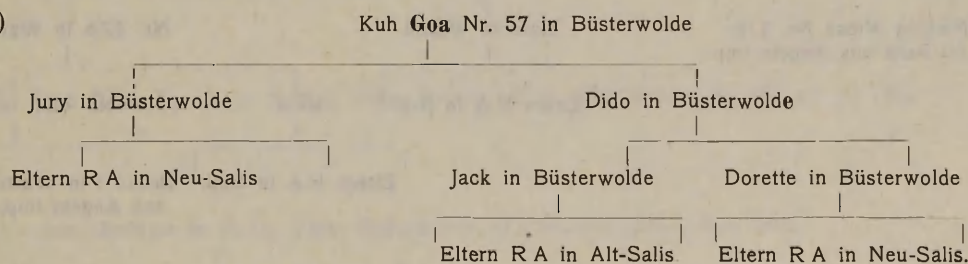 )
Kuh Goa Nr. 57 in Büsterwolde
Jury in Büsterwolde Dido in Büsterwolde
Eltern R A in Neu-Salis Jack in Büsterwolde Dorette in Büsterwolde
Eltern R A in Alt-Salis Eltern R A in Neu-Salis.